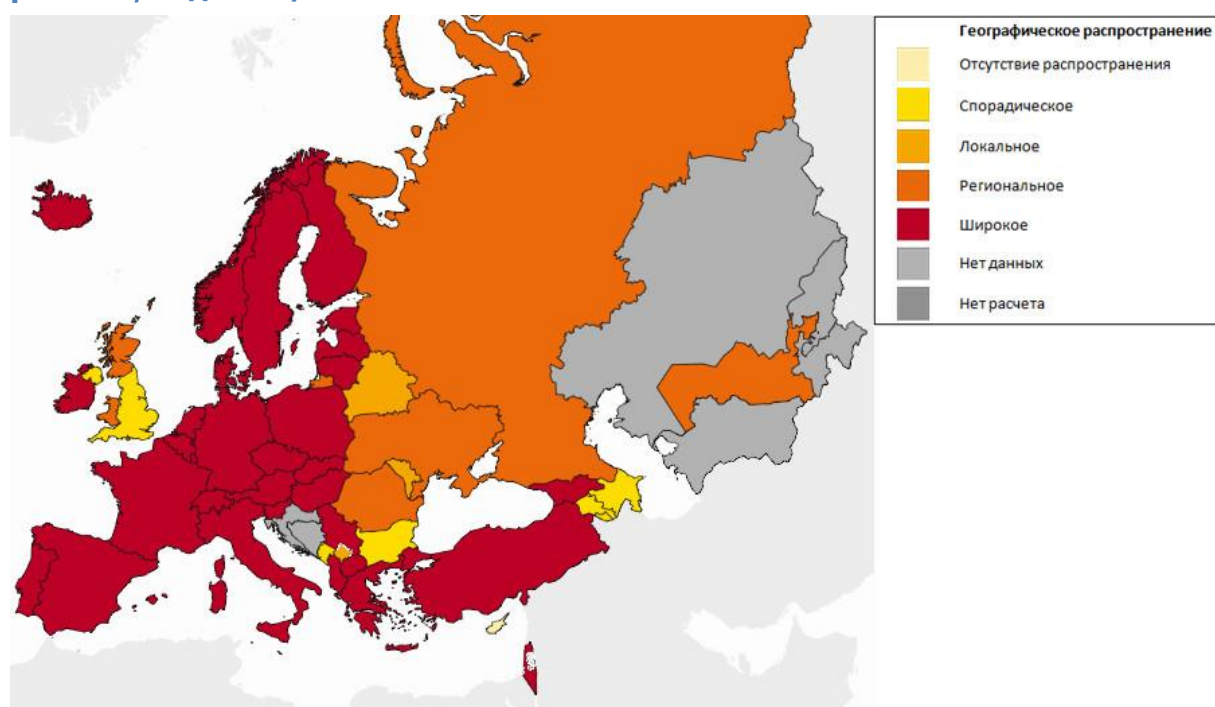 Географическое распространение
Отсутствие распространения
Спорадическое
Локальное
Региональное
Широкое
Нет данных
Нет расчета